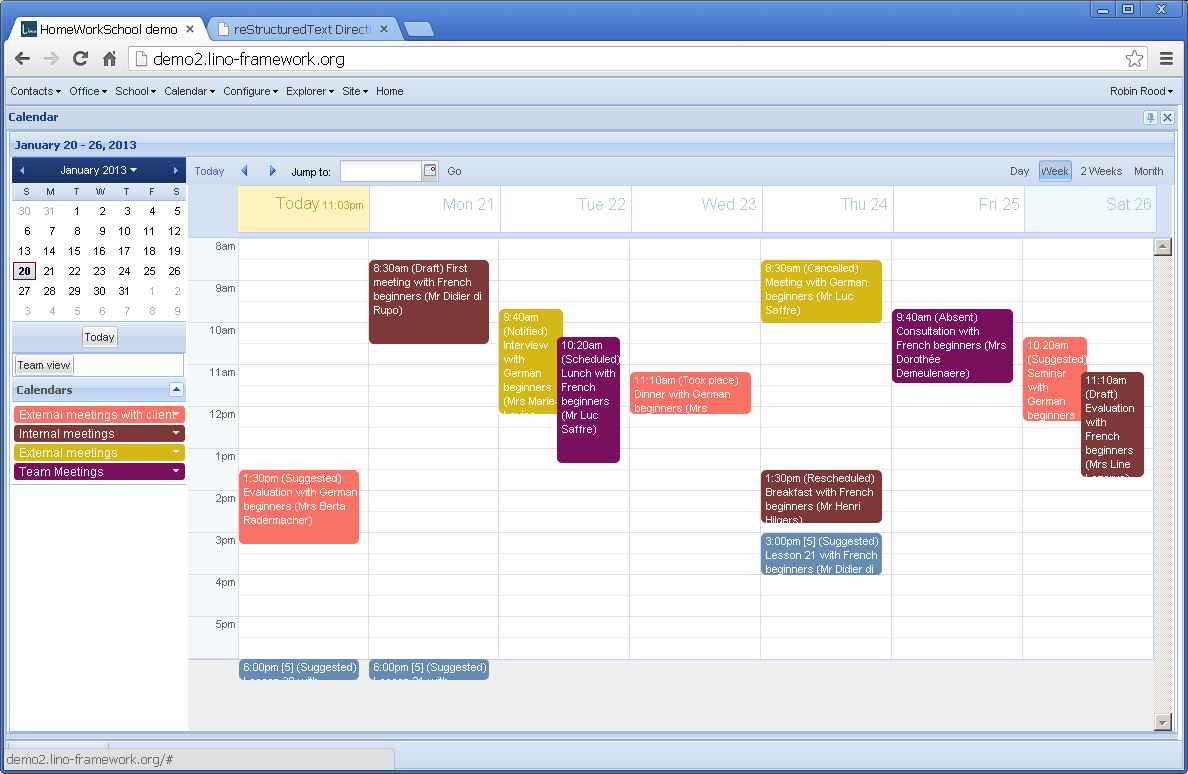 HomeWorkSchool demo
reStructuredText Direct
demo2.lino-framework.org
Contacts Office School Calendar Configure Explorer Site Home Robin Rood
Calendar
January 20 - 26, 2013
January 2013
S M T W T F S
30 31 1 2 3 4 5
6 7 8 9 10 11 12
13 14 15 16 17 18 19
20 21 22 23 24 25 26
27 28 29 30 31 1 2
3 4 5 6 7 8 9
Today
Team view
Calendars
External meetings with client
Internal meetings
External meetings
Team Meetings
Today Jump to: Go Day Week 2 Weeks Month
Today 11:03pm Mon 21 Tue 22 Wed 23 Thu 24 Fri 25 Sat 26
8am
9am
10am
11am
12pm
1pm
2pm
3pm
4pm
5pm
1:30pm (Suggested)
Evaluation with German
beginners (Mrs Berta
Radermacher)
6:00pm [5] (Suggested)
Lesson 20 with
8:30am (Draft) First
meeting with French
beginners (Mr Didier di
Rupo)
6:00pm [5] (Suggested)
Lesson 21 with
9:40am
(Notified)
Interview
with
German
beginners
(Mrs Marie-
10:20am
(Scheduled)
Lunch with
French
beginners
(Mr Luc
Saffre)
11:10am (Took place)
Dinner with German
beginners (Mrs
8:30am (Cancelled)
Meeting with German
beginners (Mr Luc
Saffre)
1:30pm (Rescheduled)
Breakfast with French
beginners (Mr Henri
Hilgers)
3:00pm [5] (Suggested)
Lesson 21 with French
beginners (Mr Didier di
9:40am (Absent)
Consultation with
French beginners (Mrs
Dorothée
Demeulenaere)
10:20am
(Suggested)
Seminar
with
German
beginners
11:10am
(Draft)
Evaluation
with
French
beginners
(Mrs Line
demo2.lino-framework.org/#